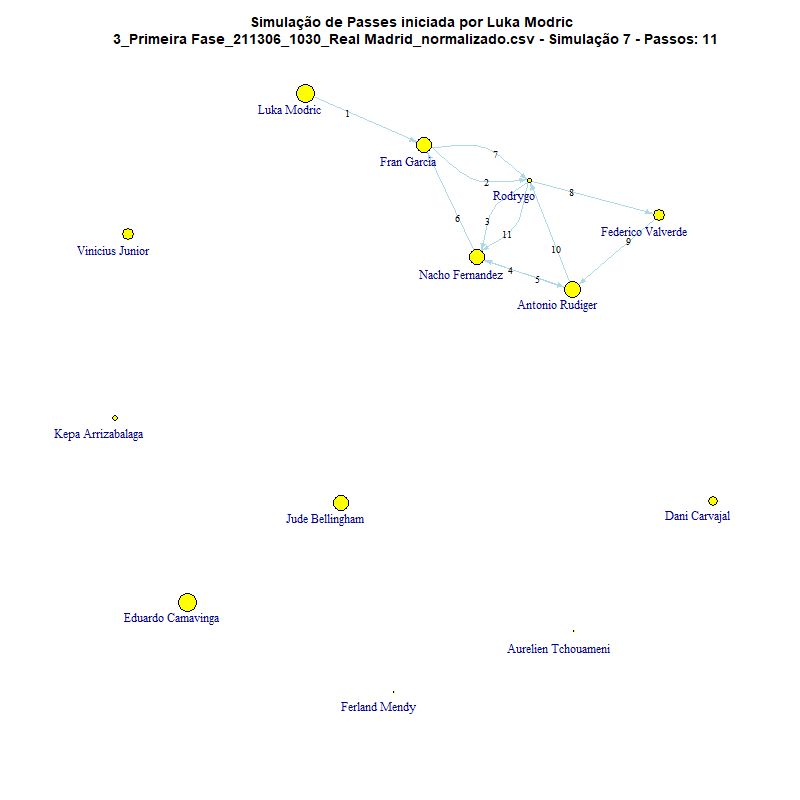 Simulação de Passes iniciada por Luka Modric
3_Primeira Fase_211306_1030_Real Madrid_normalizado.csv - Simulação 7 - Passos: 11
Luka Modric
1
Fran Garcia
7
2
Rodrygo
8
3
6
11
Federico Valverde
9
Vinicius Junior
10
Nacho Fernandez
4
5
Antonio Rudiger
Kepa Arrizabalaga
Jude Bellingham
Dani Carvajal
Eduardo Camavinga
Aurelien Tchouameni
Ferland Mendy